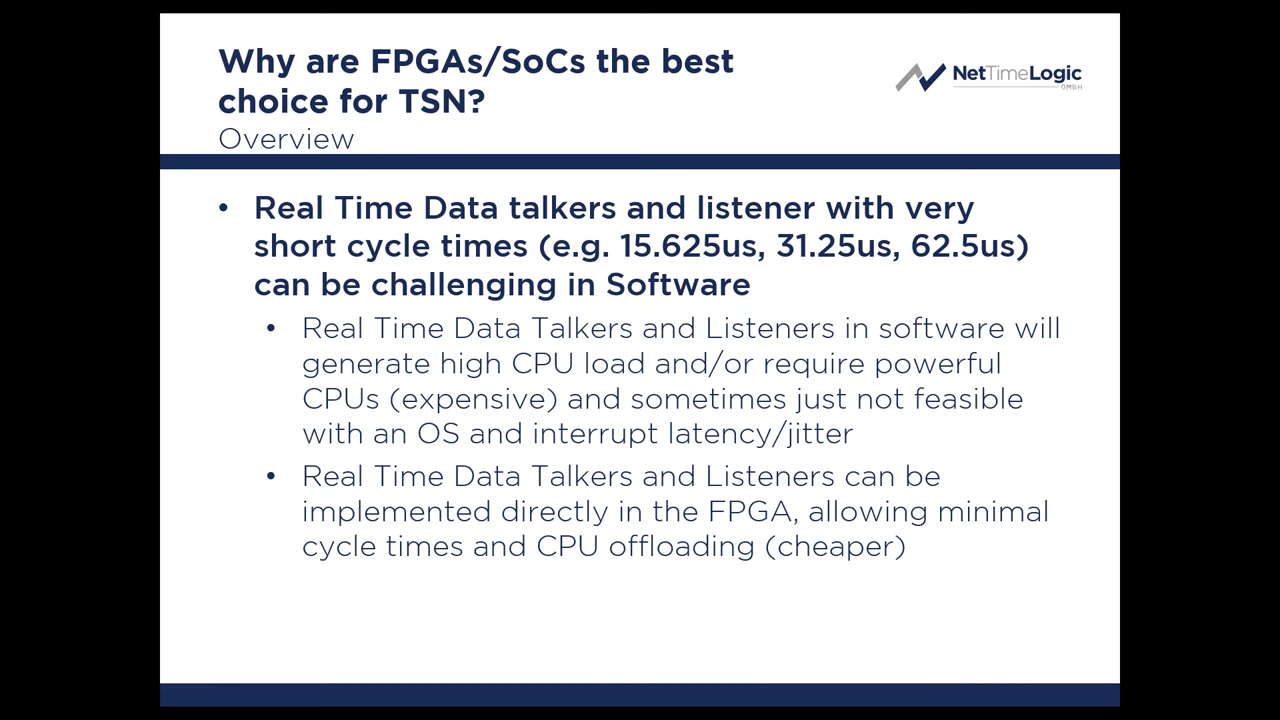 Why are FPGAs/SoCs the best
choice for TSN?
Overview
NetTimeLogic
GMBH
• Real Time Data talkers and listener with very
short cycle times (e.g. 15.625us, 31.25us, 62.5us)
can be challenging in Software
• Real Time Data Talkers and Listeners in software will
generate high CPU load and/or require powerful
CPUs (expensive) and sometimes just not feasible
with an OS and interrupt latency/jitter
• Real Time Data Talkers and Listeners can be
implemented directly in the FPGA, allowing minimal
cycle times and CPU offloading (cheaper)